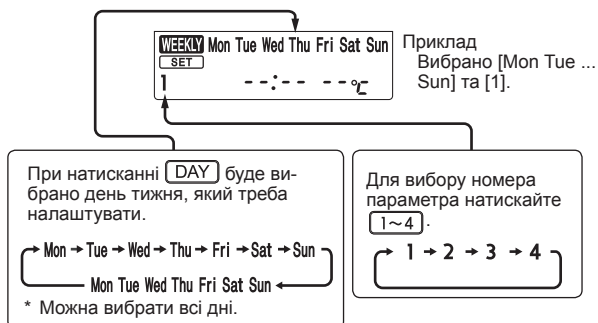 WEEKLY Mon Tue Wed Thu Fri Sat Sun
SET
1 --:-- --°C
Приклад
Вибрано [Mon Tue ...
Sun] та [1].
При натисканні DAY буде ви-
брано день тижня, який треба
налаштувати.
Mon → Tue → Wed → Thu → Fri → Sat → Sun
Mon Tue Wed Thu Fri Sat Sun
* Можна вибрати всі дні.
Для вибору номера
параметра натискайте
1~4.
1 → 2 → 3 → 4